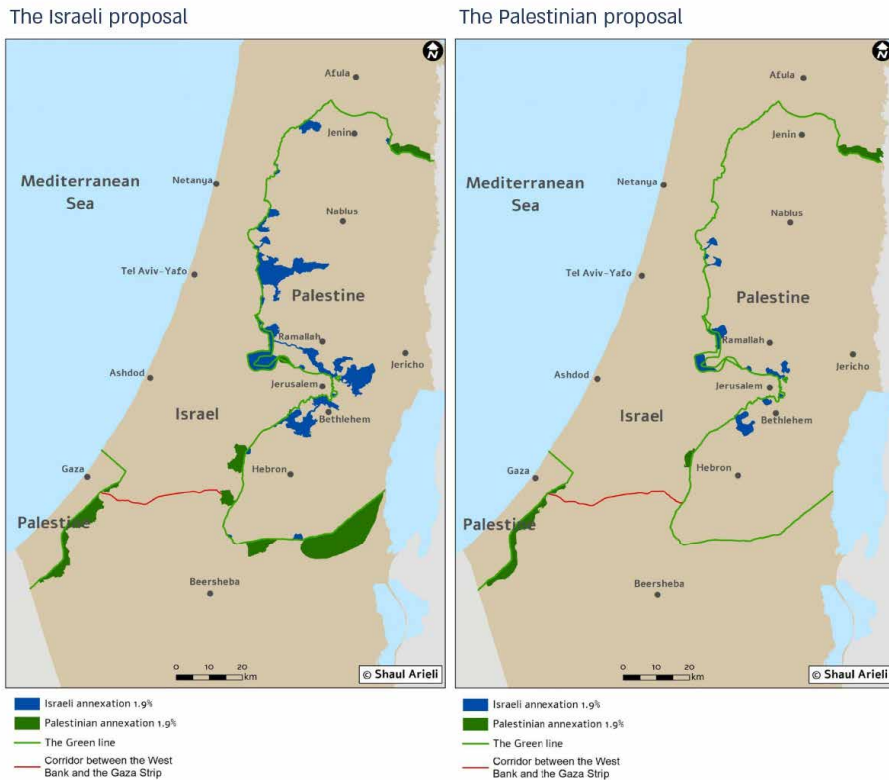 The Israeli proposal
N
Afula
Jenin
Mediterranean
Sea
Netanya
Nablus
Tel Aviv-Yafo
Palestine
Ramallah
Jericho
Ashdod
Jerusalem
Israel
Bethlehem
Gaza
Hebron
Palestine
Beersheba
0 10 20
km
© Shaul Arieli
Israeli annexation 1.9%
Palestinian annexation 1.9%
The Green line
Corridor between the West
Bank and the Gaza Strip
The Palestinian proposal
N
Afula
Jenin
Mediterranean
Sea
Netanya
Nablus
Tel Aviv-Yafo
Palestine
Ramallah
Jericho
Ashdod
Jerusalem
Israel
Bethlehem
Gaza
Hebron
Palestine
Beersheba
0 10 20
km
© Shaul Arieli
Israeli annexation 1.9%
Palestinian annexation 1.9%
The Green line
Corridor between the West
Bank and the Gaza Strip